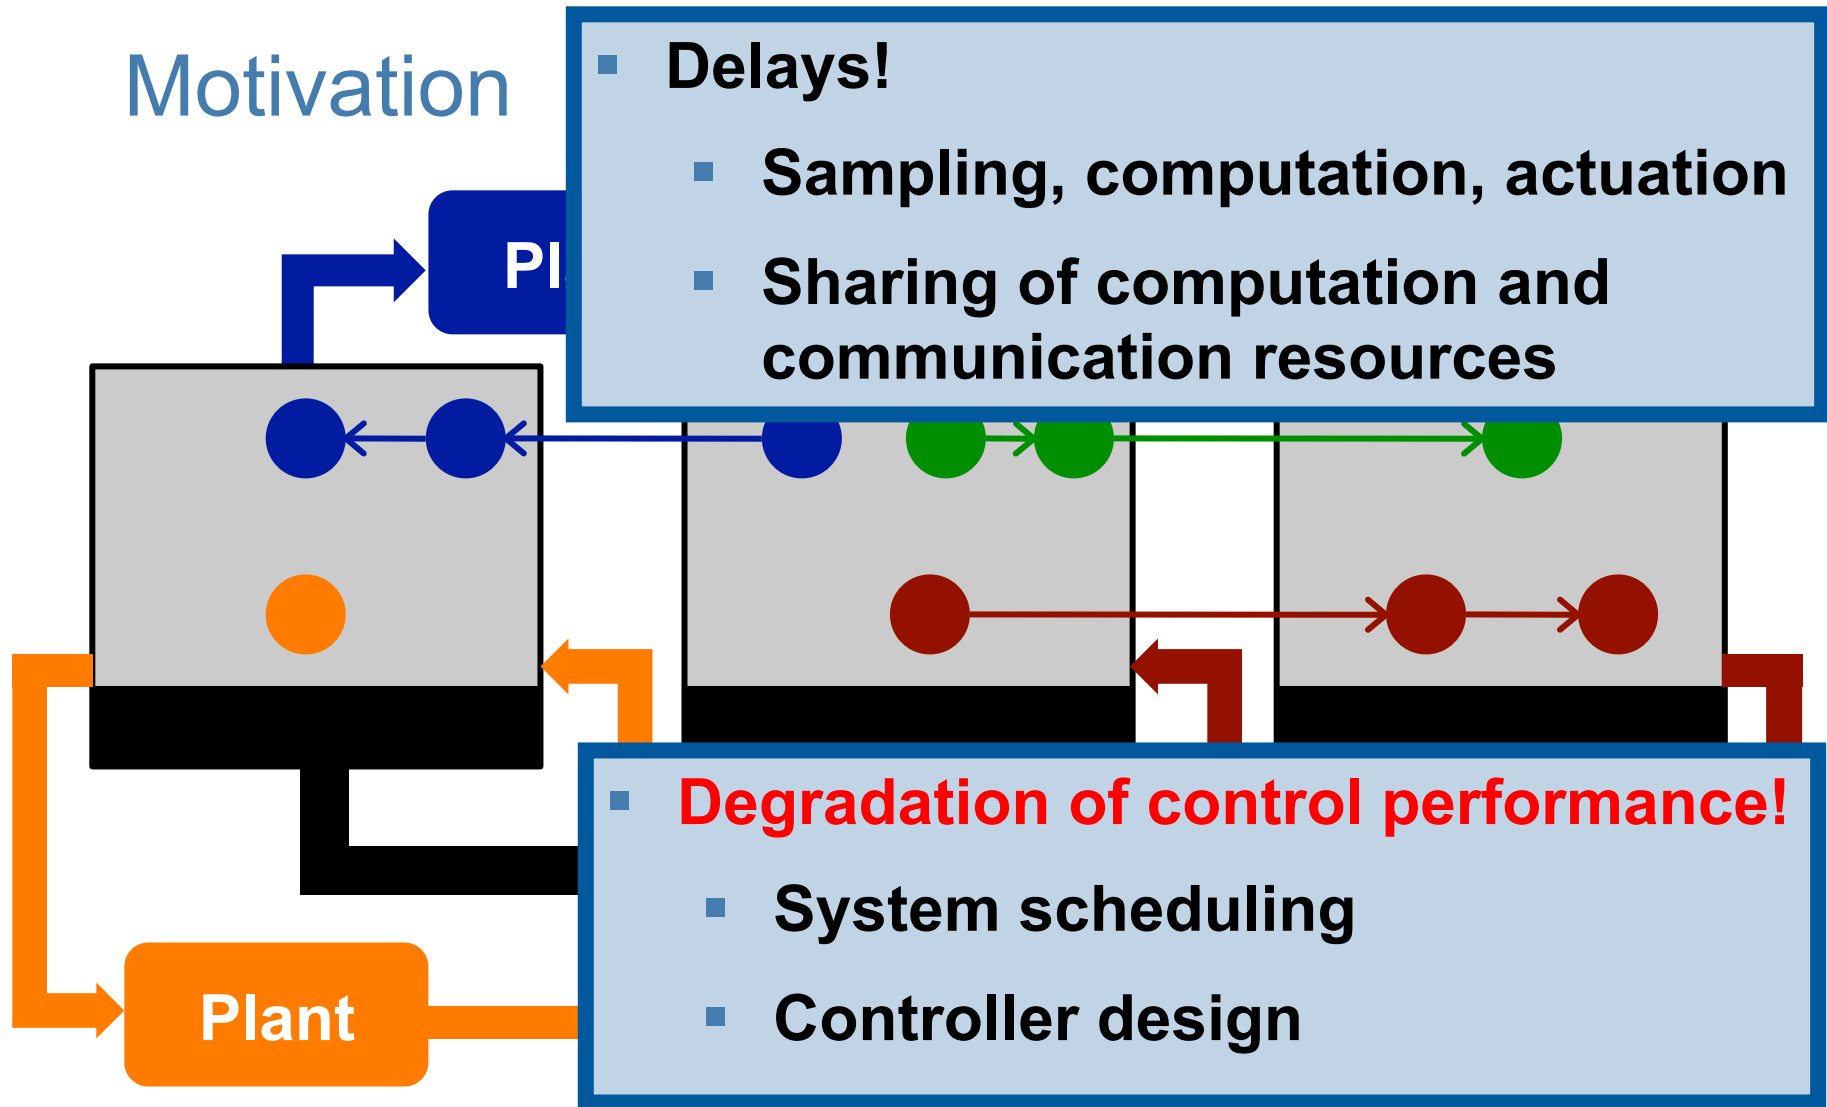 Motivation
Delays!
Sampling, computation, actuation
Sharing of computation and
communication resources
Degradation of control performance!
System scheduling
Controller design
Plant